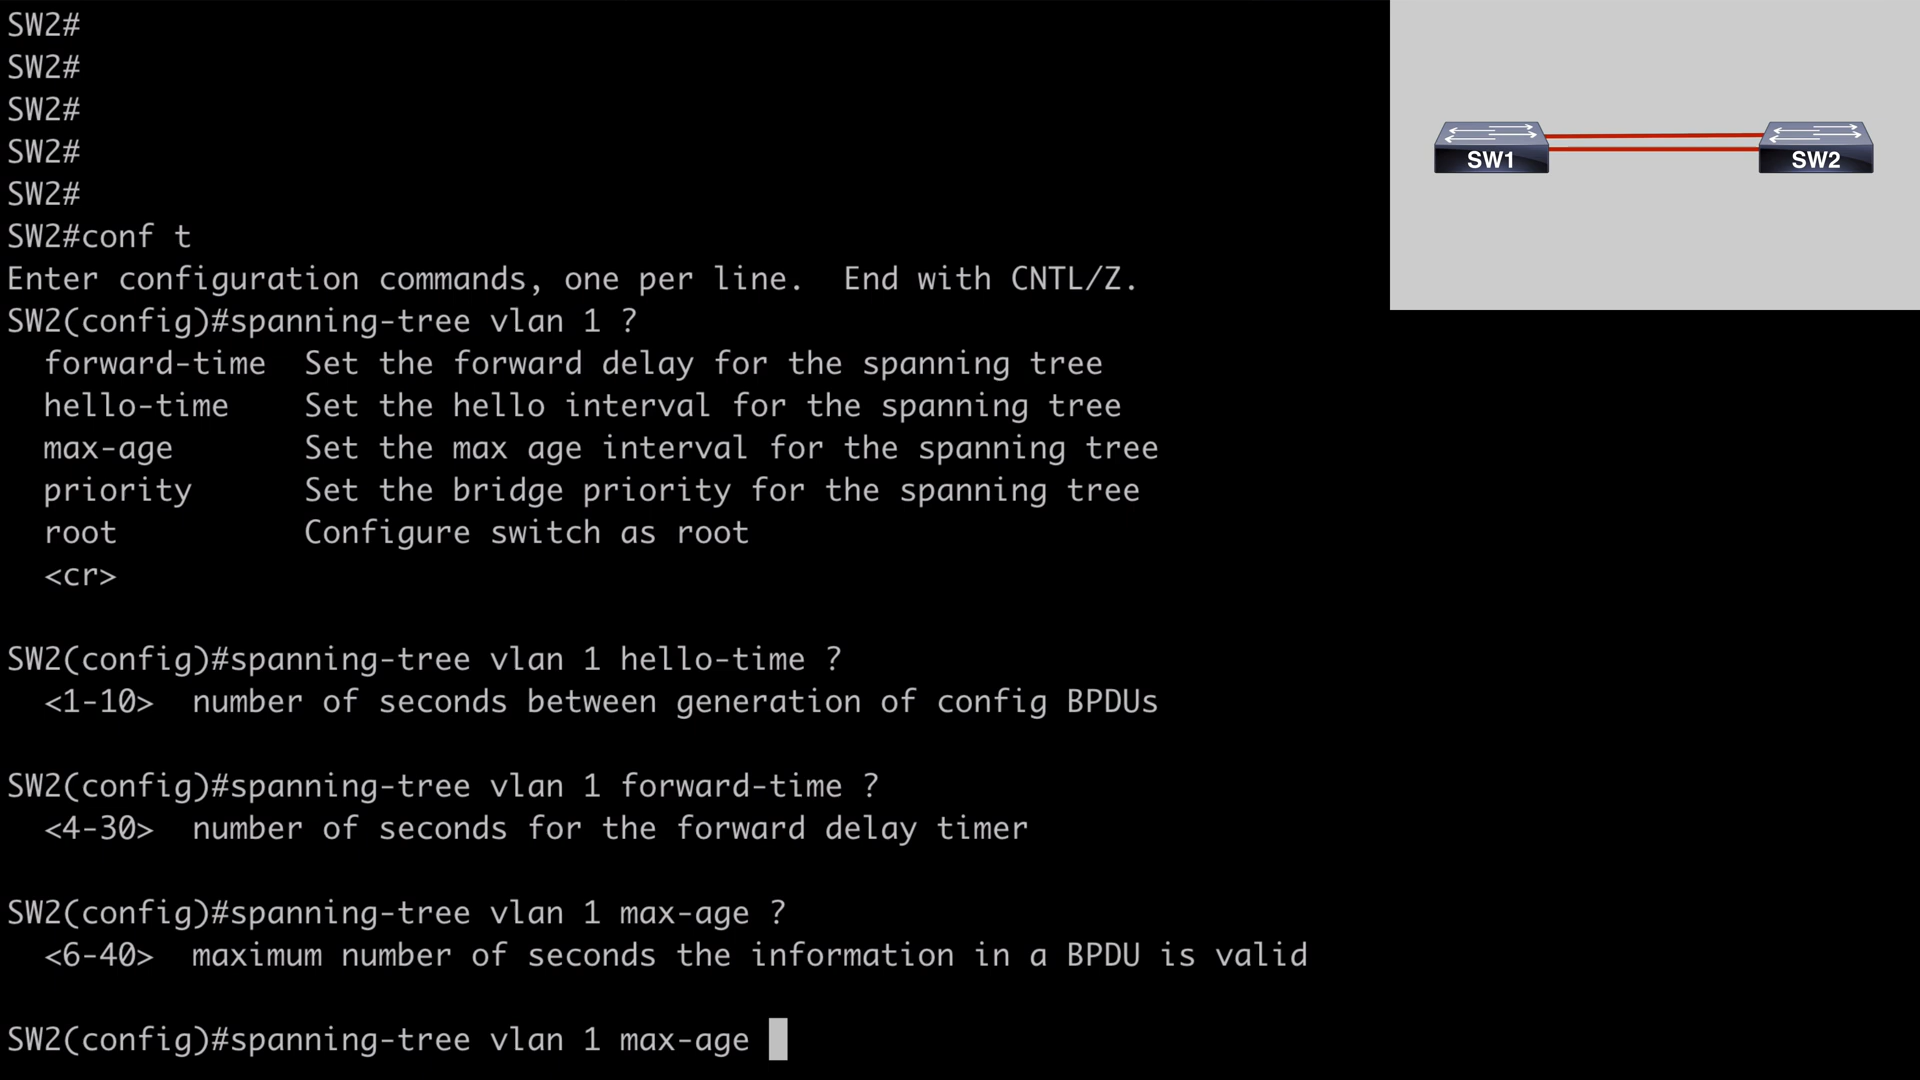 SW2#
SW2#
SW2#
SW2#
SW2#
SW2#conf t
Enter configuration commands, one per line.  End with CNTL/Z.
SW2(config)#spanning-tree vlan 1 ?
  forward-time  Set the forward delay for the spanning tree
  hello-time    Set the hello interval for the spanning tree
  max-age       Set the max age interval for the spanning tree
  priority      Set the bridge priority for the spanning tree
  root          Configure switch as root
  <cr>
SW2(config)#spanning-tree vlan 1 hello-time ?
  <1-10>  number of seconds between generation of config BPDUs
SW2(config)#spanning-tree vlan 1 forward-time ?
  <4-30>  number of seconds for the forward delay timer
SW2(config)#spanning-tree vlan 1 max-age ?
  <6-40>  maximum number of seconds the information in a BPDU is valid
SW2(config)#spanning-tree vlan 1 max-age
SW1
SW2